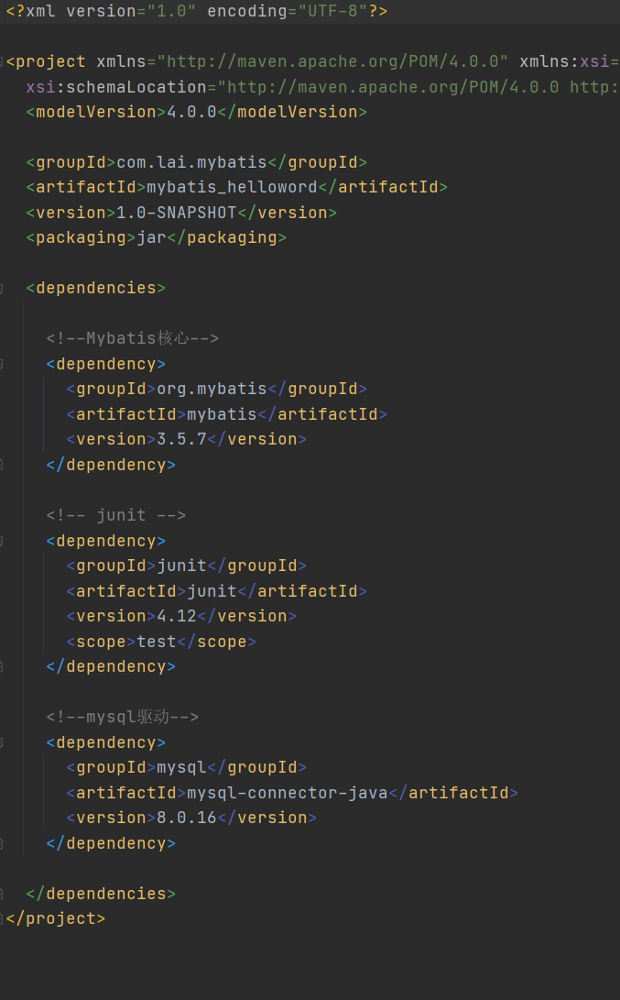 <?xml version="1.0" encoding="UTF-8"?>
<project xmlns="http://maven.apache.org/POM/4.0.0" xmlns:xsi=
xsi:schemaLocation="http://maven.apache.org/POM/4.0.0 http:
<modelVersion>4.0.0</modelVersion>
<groupId>com.lai.mybatis</groupId>
<artifactId>mybatis_helloword</artifactId>
<version>1.0-SNAPSHOT</version>
<packaging>jar</packaging>
<dependencies>
<!--Mybatis核心-->
<dependency>
<groupId>org.mybatis</groupId>
<artifactId>mybatis</artifactId>
<version>3.5.7</version>
</dependency>
<!-- junit -->
<dependency>
<groupId>junit</groupId>
<artifactId>junit</artifactId>
<version>4.12</version>
<scope>test</scope>
</dependency>
<!--mysql驱动-->
<dependency>
<groupId>mysql</groupId>
<artifactId>mysql-connector-java</artifactId>
<version>8.0.16</version>
</dependency>
</dependencies>
</project>